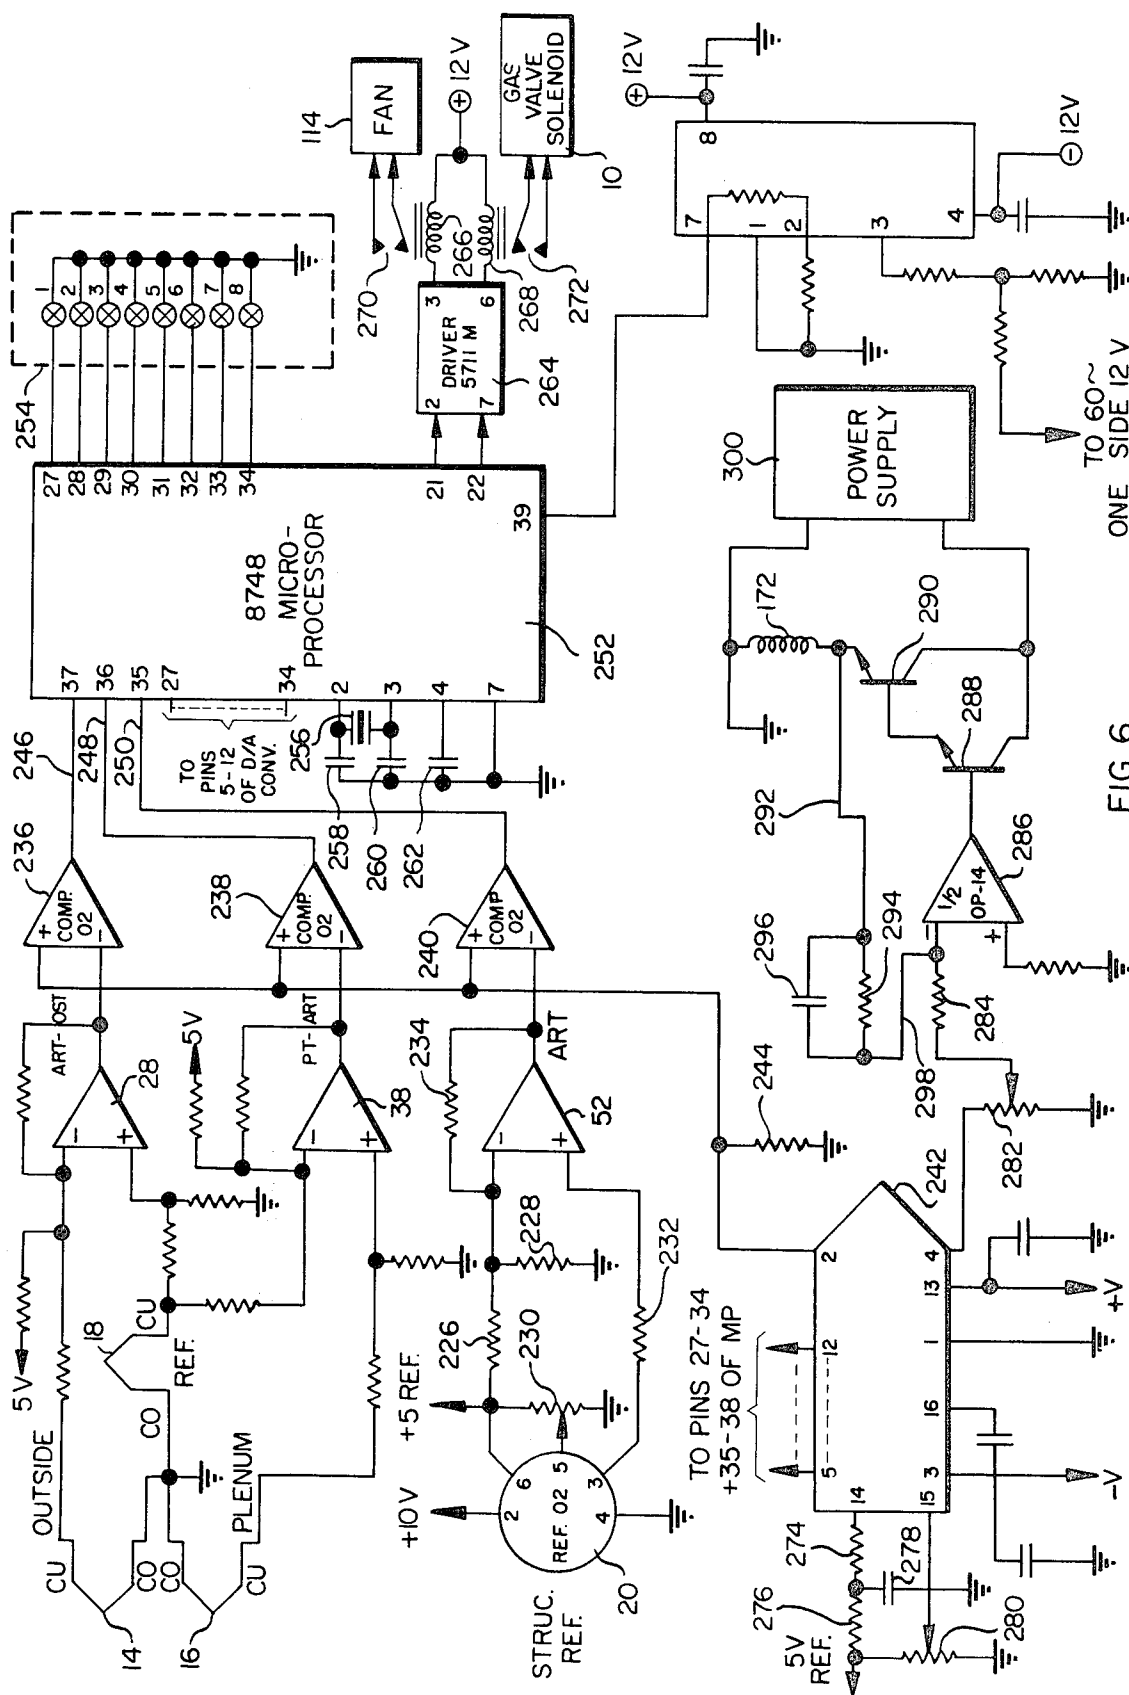 OUTSIDE
5V
CU
14
CO
CO
16
CU
PLENUM
CO
18
CU
REF.
ART-OST
28
5V
PT-ART
38
234
ART
52
226
228
230
232
+5 REF.
+10 V
STRUC.
REF.
REF. 02
2
6
5
3
4
20
236
COMP.
02
238
COMP.
02
240
COMP
02
246
248
250
37
36
35
27
34
TO
PINS
5-12
OF D/A
CONV.
256
258
260
262
2
3
4
7
8748
MICRO-
PROCESSOR
252
27
28
29
30
31
32
33
34
21
22
39
254
1
2
3
4
5
6
7
8
DRIVER
5711 M
2
7
3
6
264
266
268
270
272
114
FAN
12 V
GAS
VALVE
SOLENOID
10
12V
8
7
1
2
3
4
12V
TO 60~
ONE SIDE 12 V
TO PINS 27-34
+35-38 OF MP
244
242
2
12
5
14
15
3
16
1
13
4
274
276
278
280
5V
REF.
-V
+V
282
284
286
1/2
OP-14
288
290
292
294
296
298
172
300
POWER
SUPPLY
FIG. 6